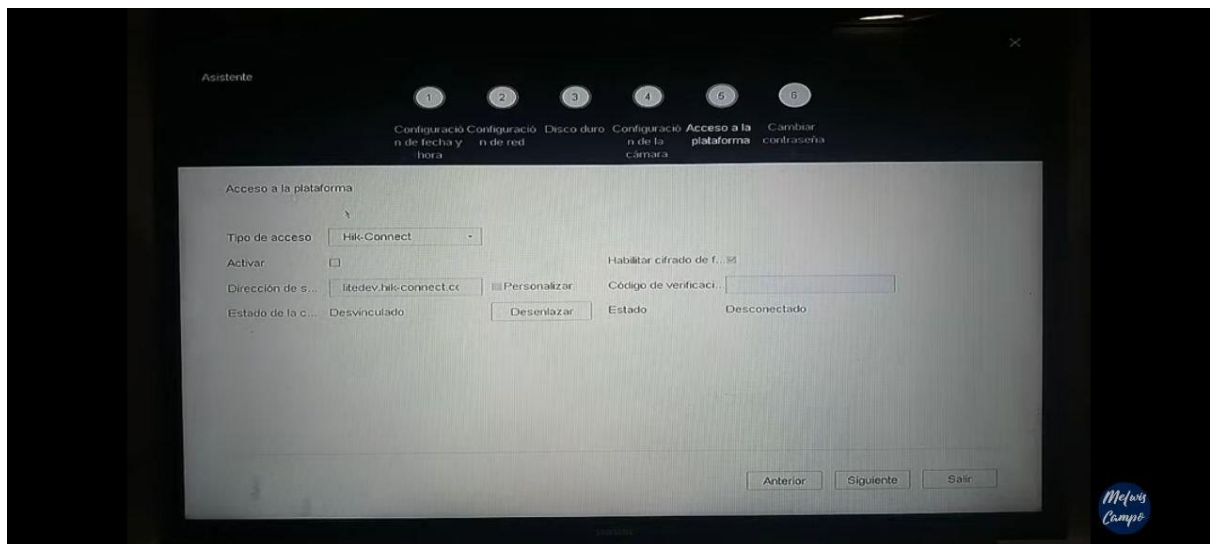 Asistente
1 2 3 4 5 6
Configuració Configuració Disco duro Configuració Acceso a la Cambiar
n de fecha y n de red n de la plataforma contraseña
hora cámara
Acceso a la plataforma
Tipo de acceso Hik-Connect
Activar Habilitar cifrado de f...
Dirección de s... litedev.hik-connect.cc Personalizar Código de verificaci...
Estado de la c... Desvinculado Desenlazar Estado Desconectado
Anterior Siguiente Salir
Melwis
Campo